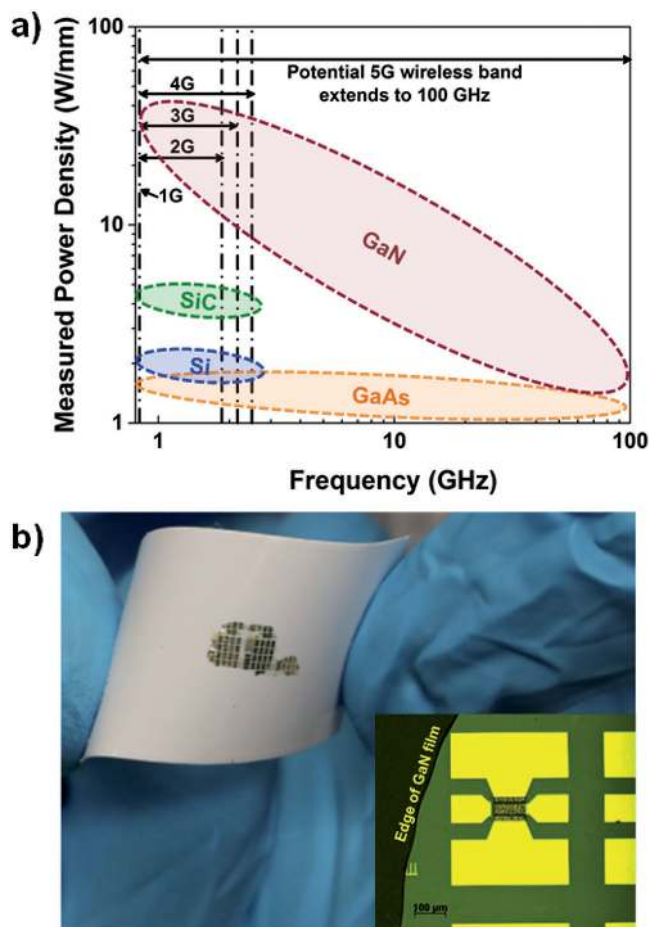 a)
100
Potential 5G wireless band
extends to 100 GHz
4G
3G
2G
1G
10
GaN
SiC
Si
GaAs
1
Measured Power Density (W/mm)
1
10
100
Frequency (GHz)
b)
Edge of GaN film
100 µm